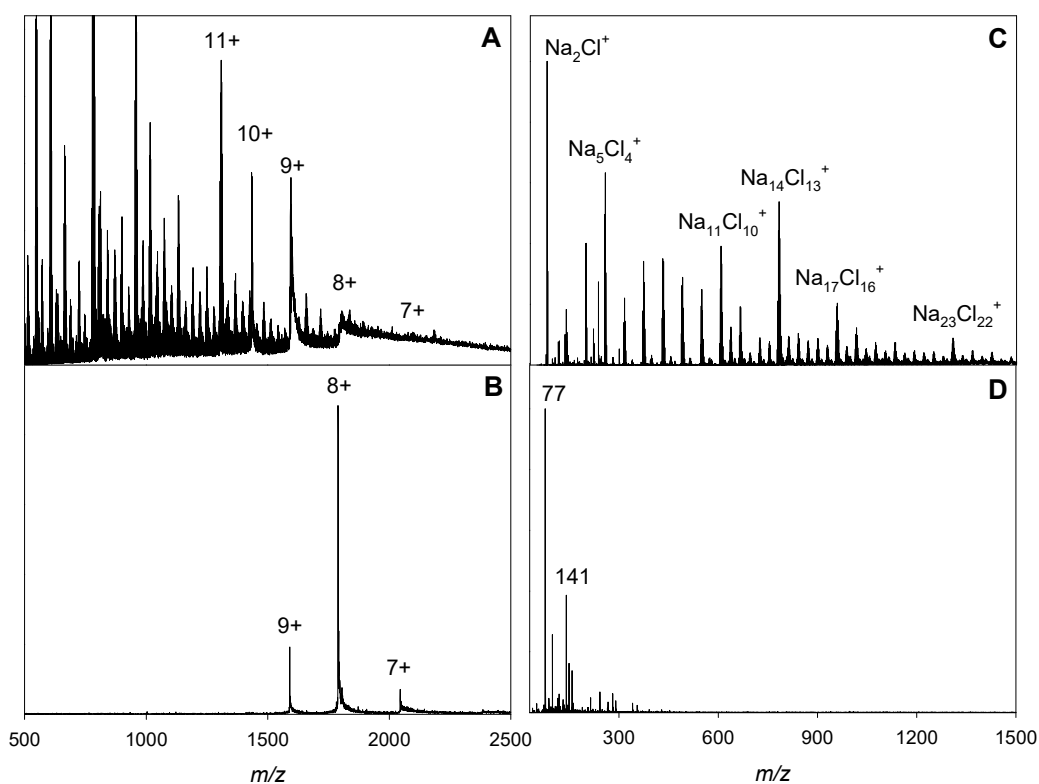 A
11+
10+
9+
8+
7+
B
8+
9+
7+
500 1000 1500 2000 2500
m/z
C
Na₂Cl⁺
Na₅Cl₄⁺
Na₁₄Cl₁₃⁺
Na₁₁Cl₁₀⁺
Na₁₇Cl₁₆⁺
Na₂₃Cl₂₂⁺
D
77
141
300 600 900 1200 1500
m/z